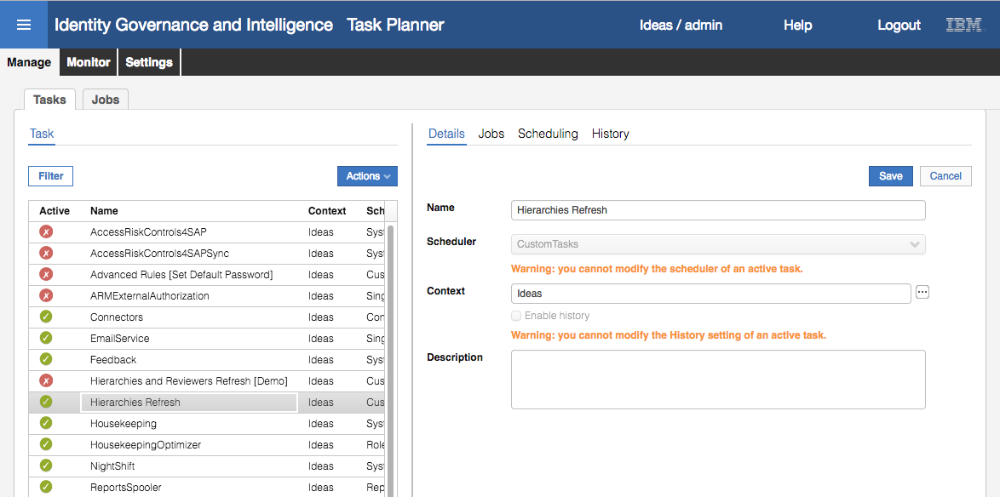 Identity Governance and Intelligence Task Planner Ideas / admin Help Logout IBM
Manage Monitor Settings
Tasks Jobs
Task
Filter Actions
Active Name Context Sch
AccessRiskControls4SAP Ideas Syst
AccessRiskControls4SAPSync Ideas Syst
Advanced Rules [Set Default Password] Ideas Cus
ARMExternalAuthorization Ideas Sing
Connectors Ideas Con
EmailService Ideas Sing
Feedback Ideas Syst
Hierarchies and Reviewers Refresh [Demo] Ideas Cus
Hierarchies Refresh Ideas Cus
Housekeeping Ideas Syst
HousekeepingOptimizer Ideas Role
NightShift Ideas Syst
ReportsSpooler Ideas Rep
Details Jobs Scheduling History
Save Cancel
Name Hierarchies Refresh
Scheduler CustomTasks
Warning: you cannot modify the scheduler of an active task.
Context Ideas ...
Enable history
Warning: you cannot modify the History setting of an active task.
Description